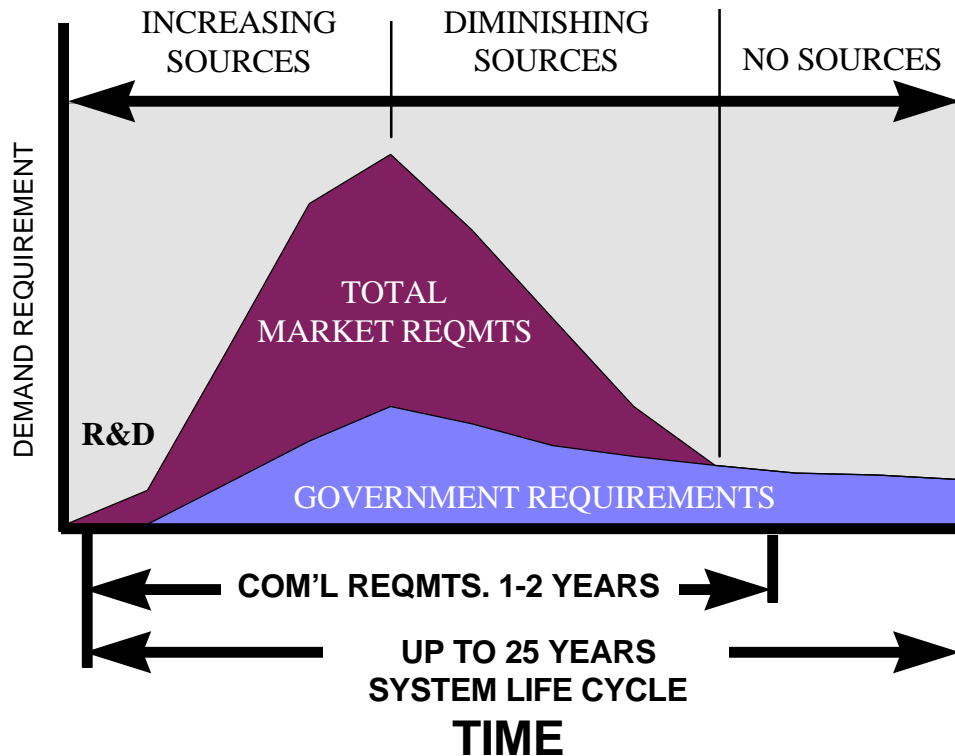 INCREASING
SOURCES
DIMINISHING
SOURCES
NO SOURCES
DEMAND REQUIREMENT
TOTAL
MARKET REQMTS
R&D
GOVERNMENT REQUIREMENTS
COM'L REQMTS. 1-2 YEARS
UP TO 25 YEARS
SYSTEM LIFE CYCLE
TIME